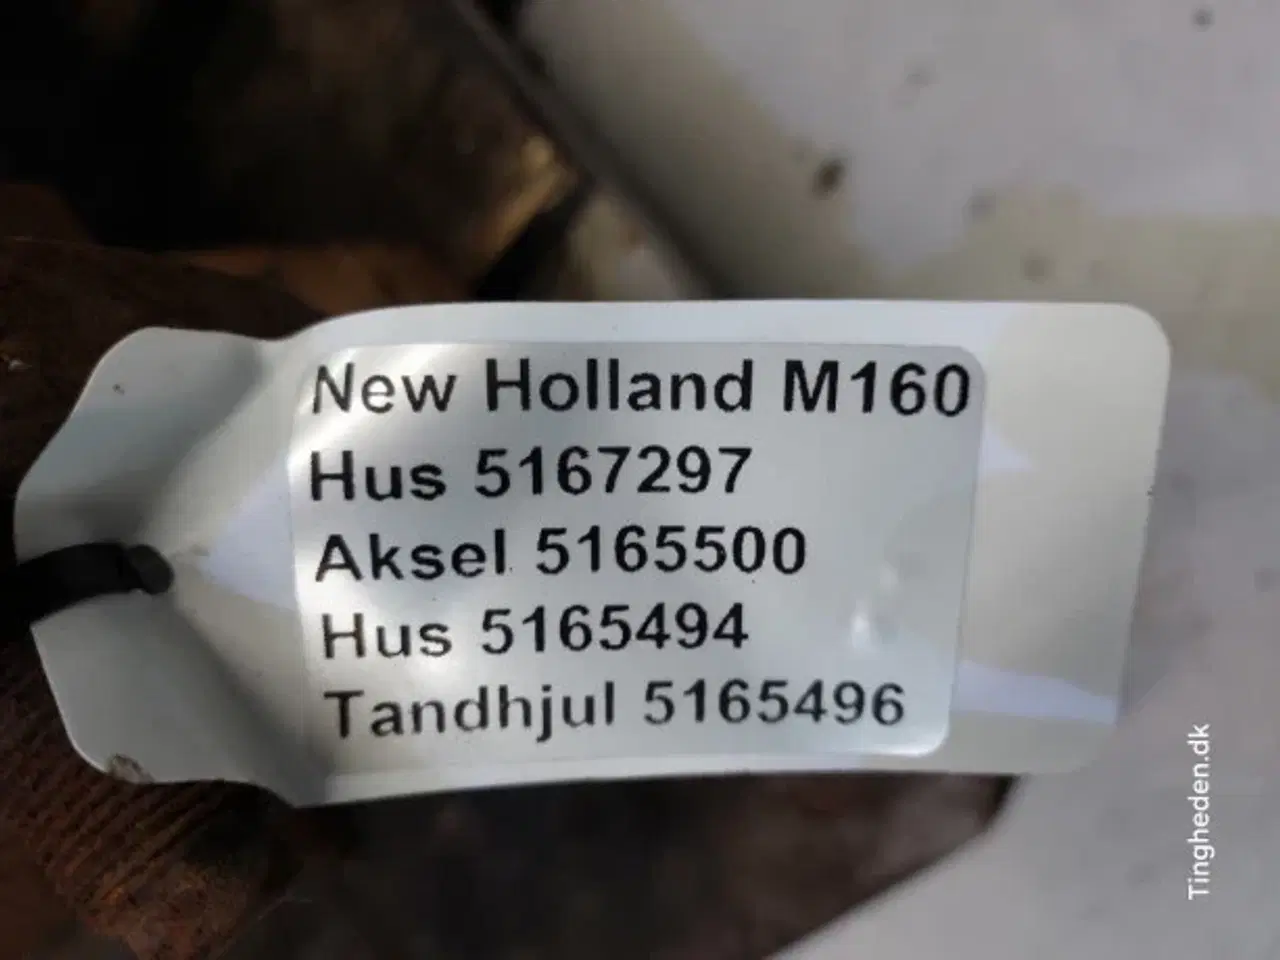 New Holland M160
Hus 5167297
Aksel 5165500
Hus 5165494
Tandhjul 5165496
Tingheden.dk